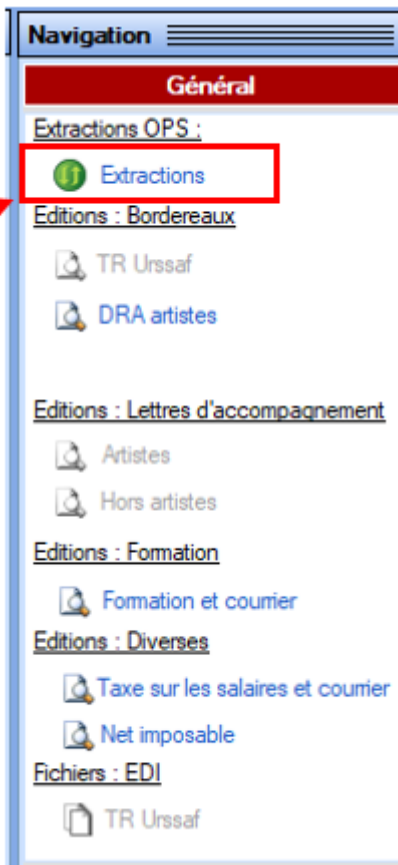 Navigation
Général
Extractions OPS :
Extractions
Editions : Bordereaux
TR Urssaf
DRA artistes
Editions : Lettres d'accompagnement
Artistes
Hors artistes
Editions : Formation
Formation et courrier
Editions : Diverses
Taxe sur les salaires et courrier
Net imposable
Fichiers : EDI
TR Urssaf